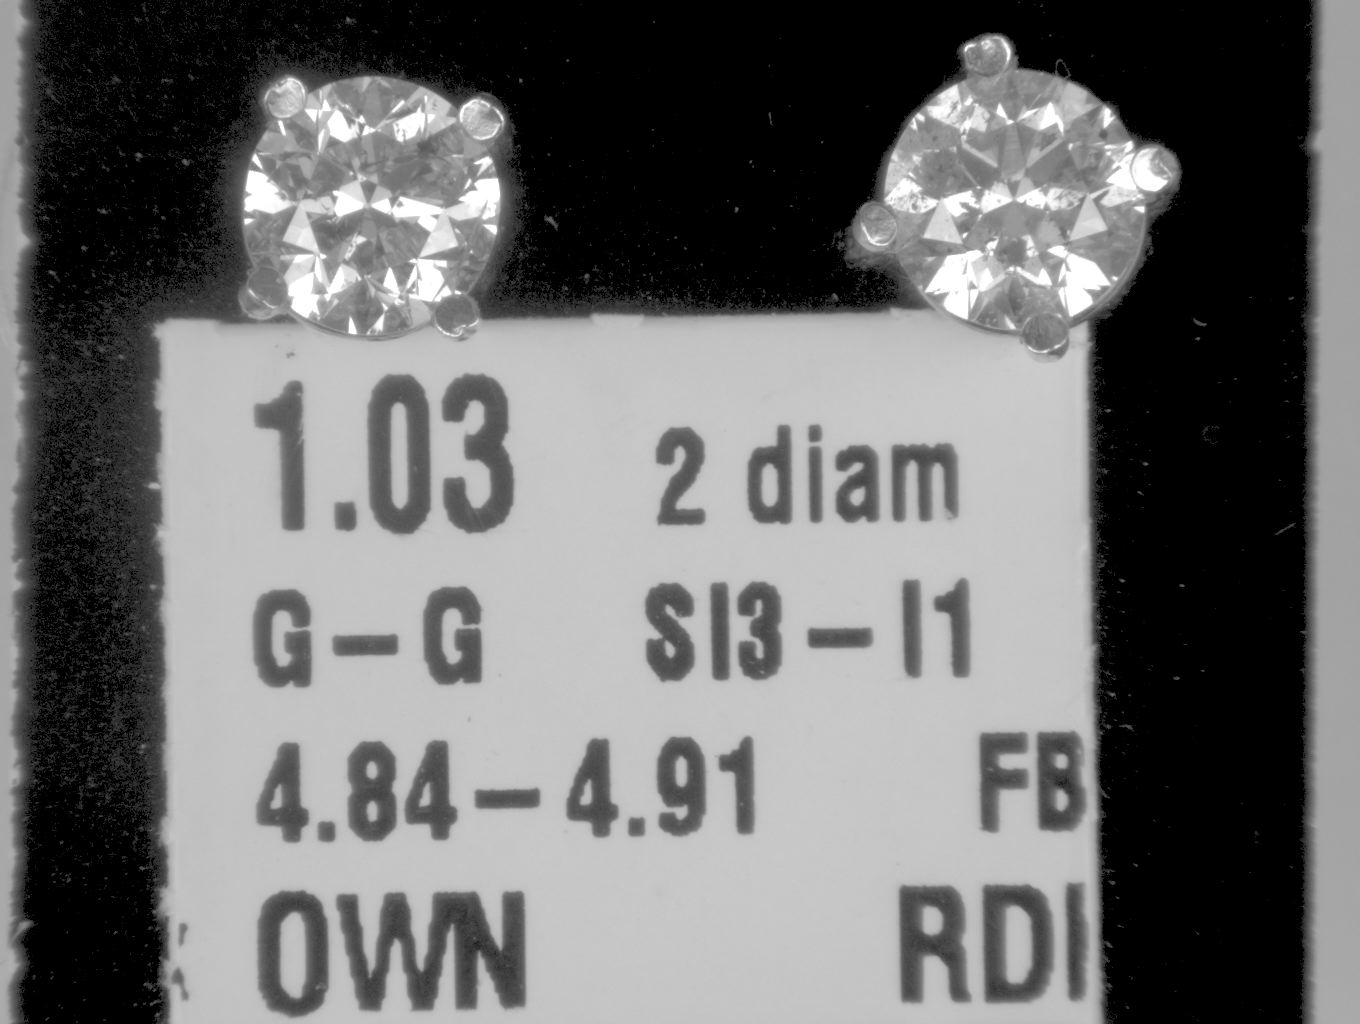 1.03 2 diam
G-G SI3-I1
4.84-4.91 FB
OWN RDI